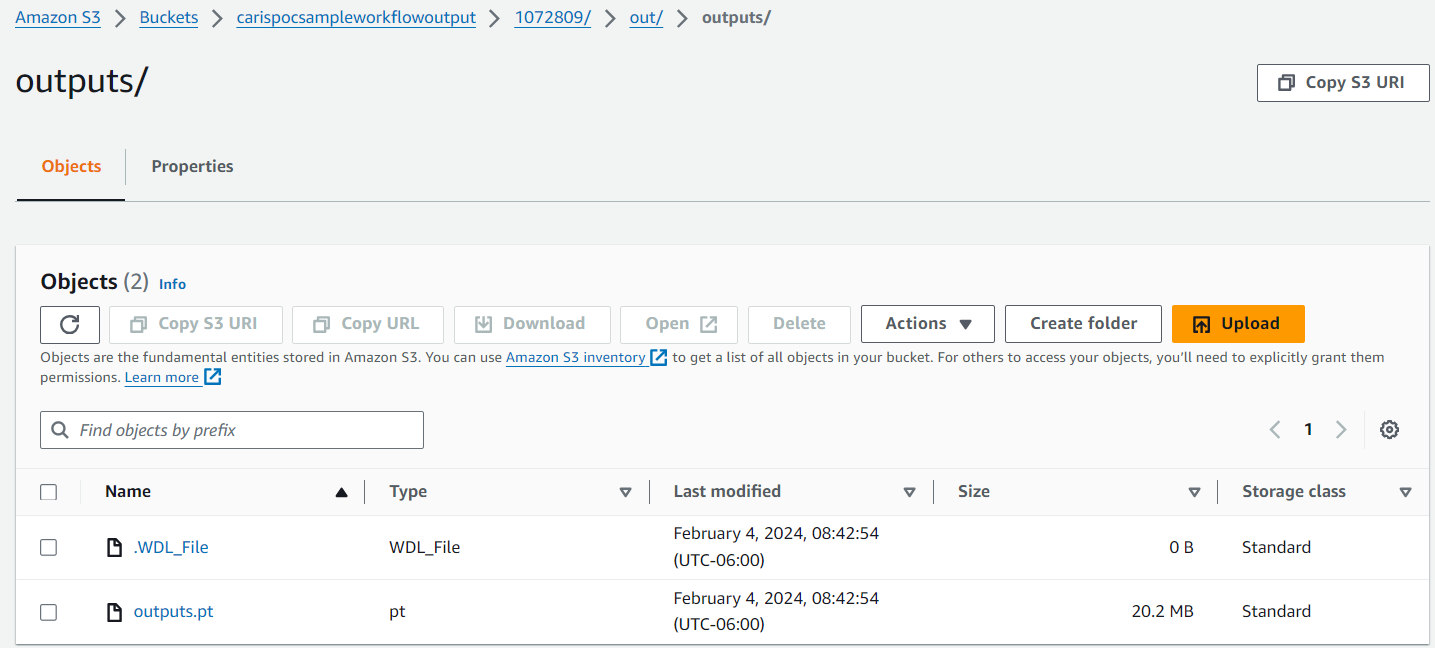 Amazon S3 > Buckets > carispocsampleworkflowoutput > 1072809/ > out/ > outputs/
outputs/
Copy S3 URI
Objects Properties
Objects (2) Info
Copy S3 URI Copy URL Download Open Delete Actions Create folder Upload
Objects are the fundamental entities stored in Amazon S3. You can use Amazon S3 inventory to get a list of all objects in your bucket. For others to access your objects, you’ll need to explicitly grant them
permissions. Learn more
Find objects by prefix
1
Name Type Last modified Size Storage class
.WDL_File WDL_File February 4, 2024, 08:42:54 (UTC-06:00) 0 B Standard
outputs.pt pt February 4, 2024, 08:42:54 (UTC-06:00) 20.2 MB Standard